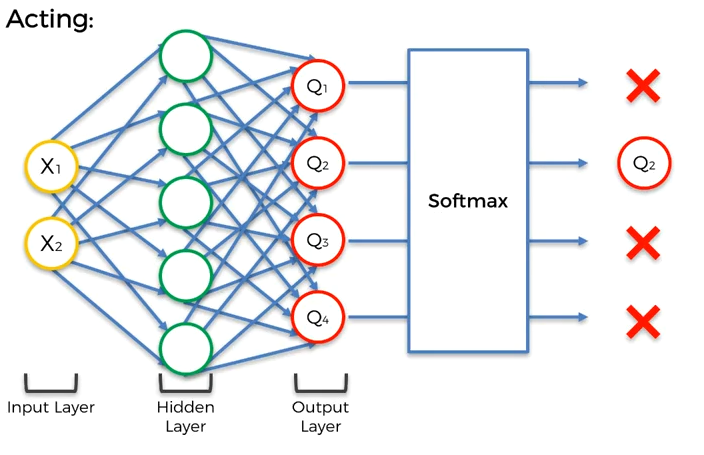 Acting:
X1
X2
Q1
Q2
Q3
Q4
Softmax
Q2
Input Layer
Hidden
Layer
Output
Layer